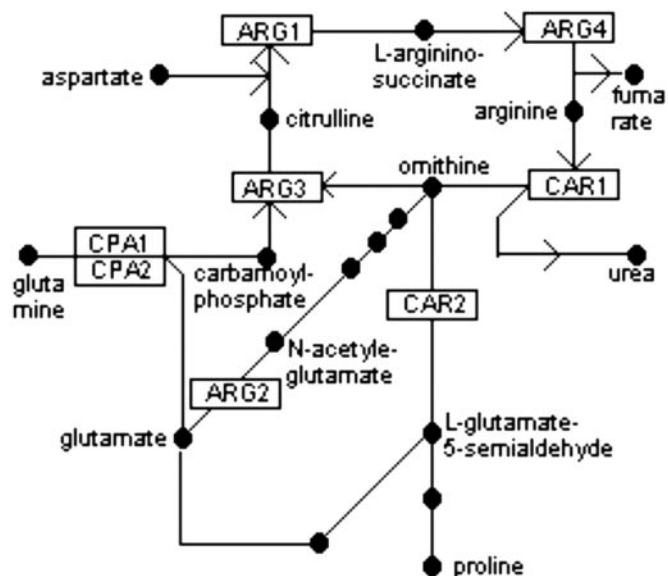 ARG1
ARG4
L-arginino-
succinate
aspartate
fuma
rate
citrulline
arginine
ornithine
ARG3
CAR1
CPA1
CPA2
gluta
mine
carbamoyl-
phosphate
urea
CAR2
N-acetyle-
glutamate
ARG2
glutamate
L-glutamate-
5-semialdehyde
proline